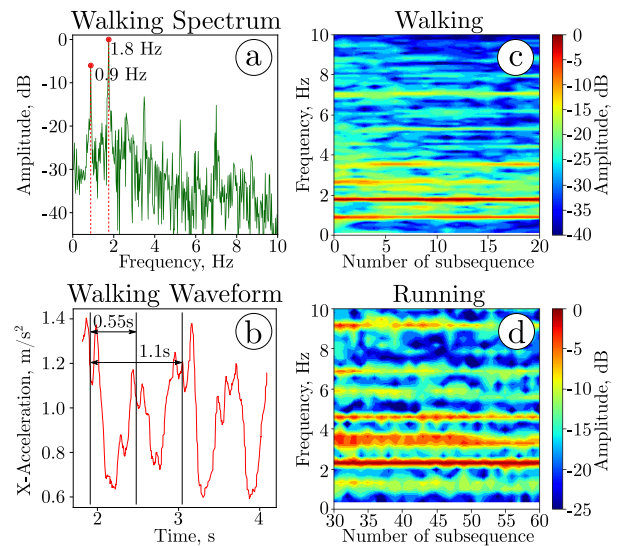 Walking Spectrum
0
-10
-20
-30
-40
Amplitude, dB
1.8 Hz
0.9 Hz
a
0 2 4 6 8 10
Frequency, Hz
Walking
10
8
6
4
2
0
Frequency, Hz
c
0 5 10 15 20
Number of subsequence
0
-5
-10
-15
-20
-25
-30
-35
-40
Amplitude, dB
Walking Waveform
1.4
1.2
1.0
0.8
0.6
X-Acceleration, m/s²
0.55s
1.1s
b
2 3 4
Time, s
Running
10
8
6
4
2
0
Frequency, Hz
d
30 35 40 45 50 55 60
Number of subsequence
0
-5
-10
-15
-20
-25
Amplitude, dB